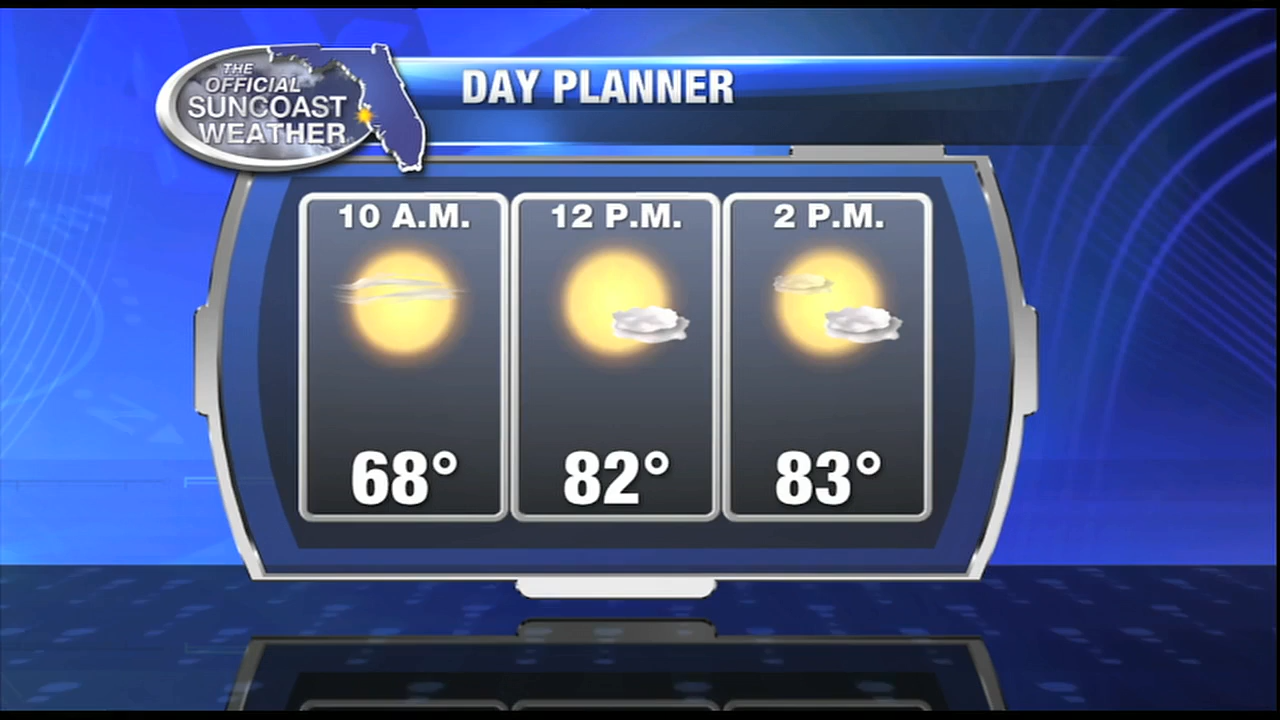 THE
OFFICIAL
SUNCOAST
WEATHER
DAY PLANNER
10 A.M.
68°
12 P.M.
82°
2 P.M.
83°